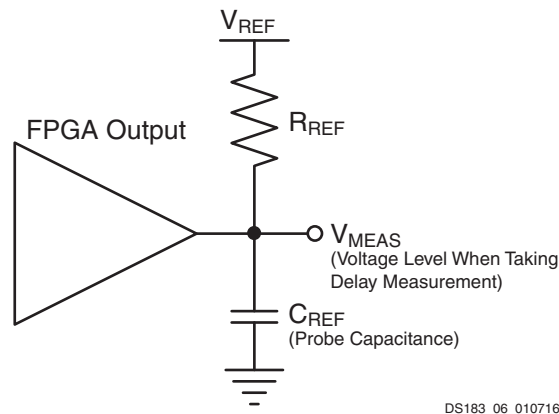 VREF
FPGA Output
RREF
VMEAS
(Voltage Level When Taking
Delay Measurement)
CREF
(Probe Capacitance)
DS183_06_010716